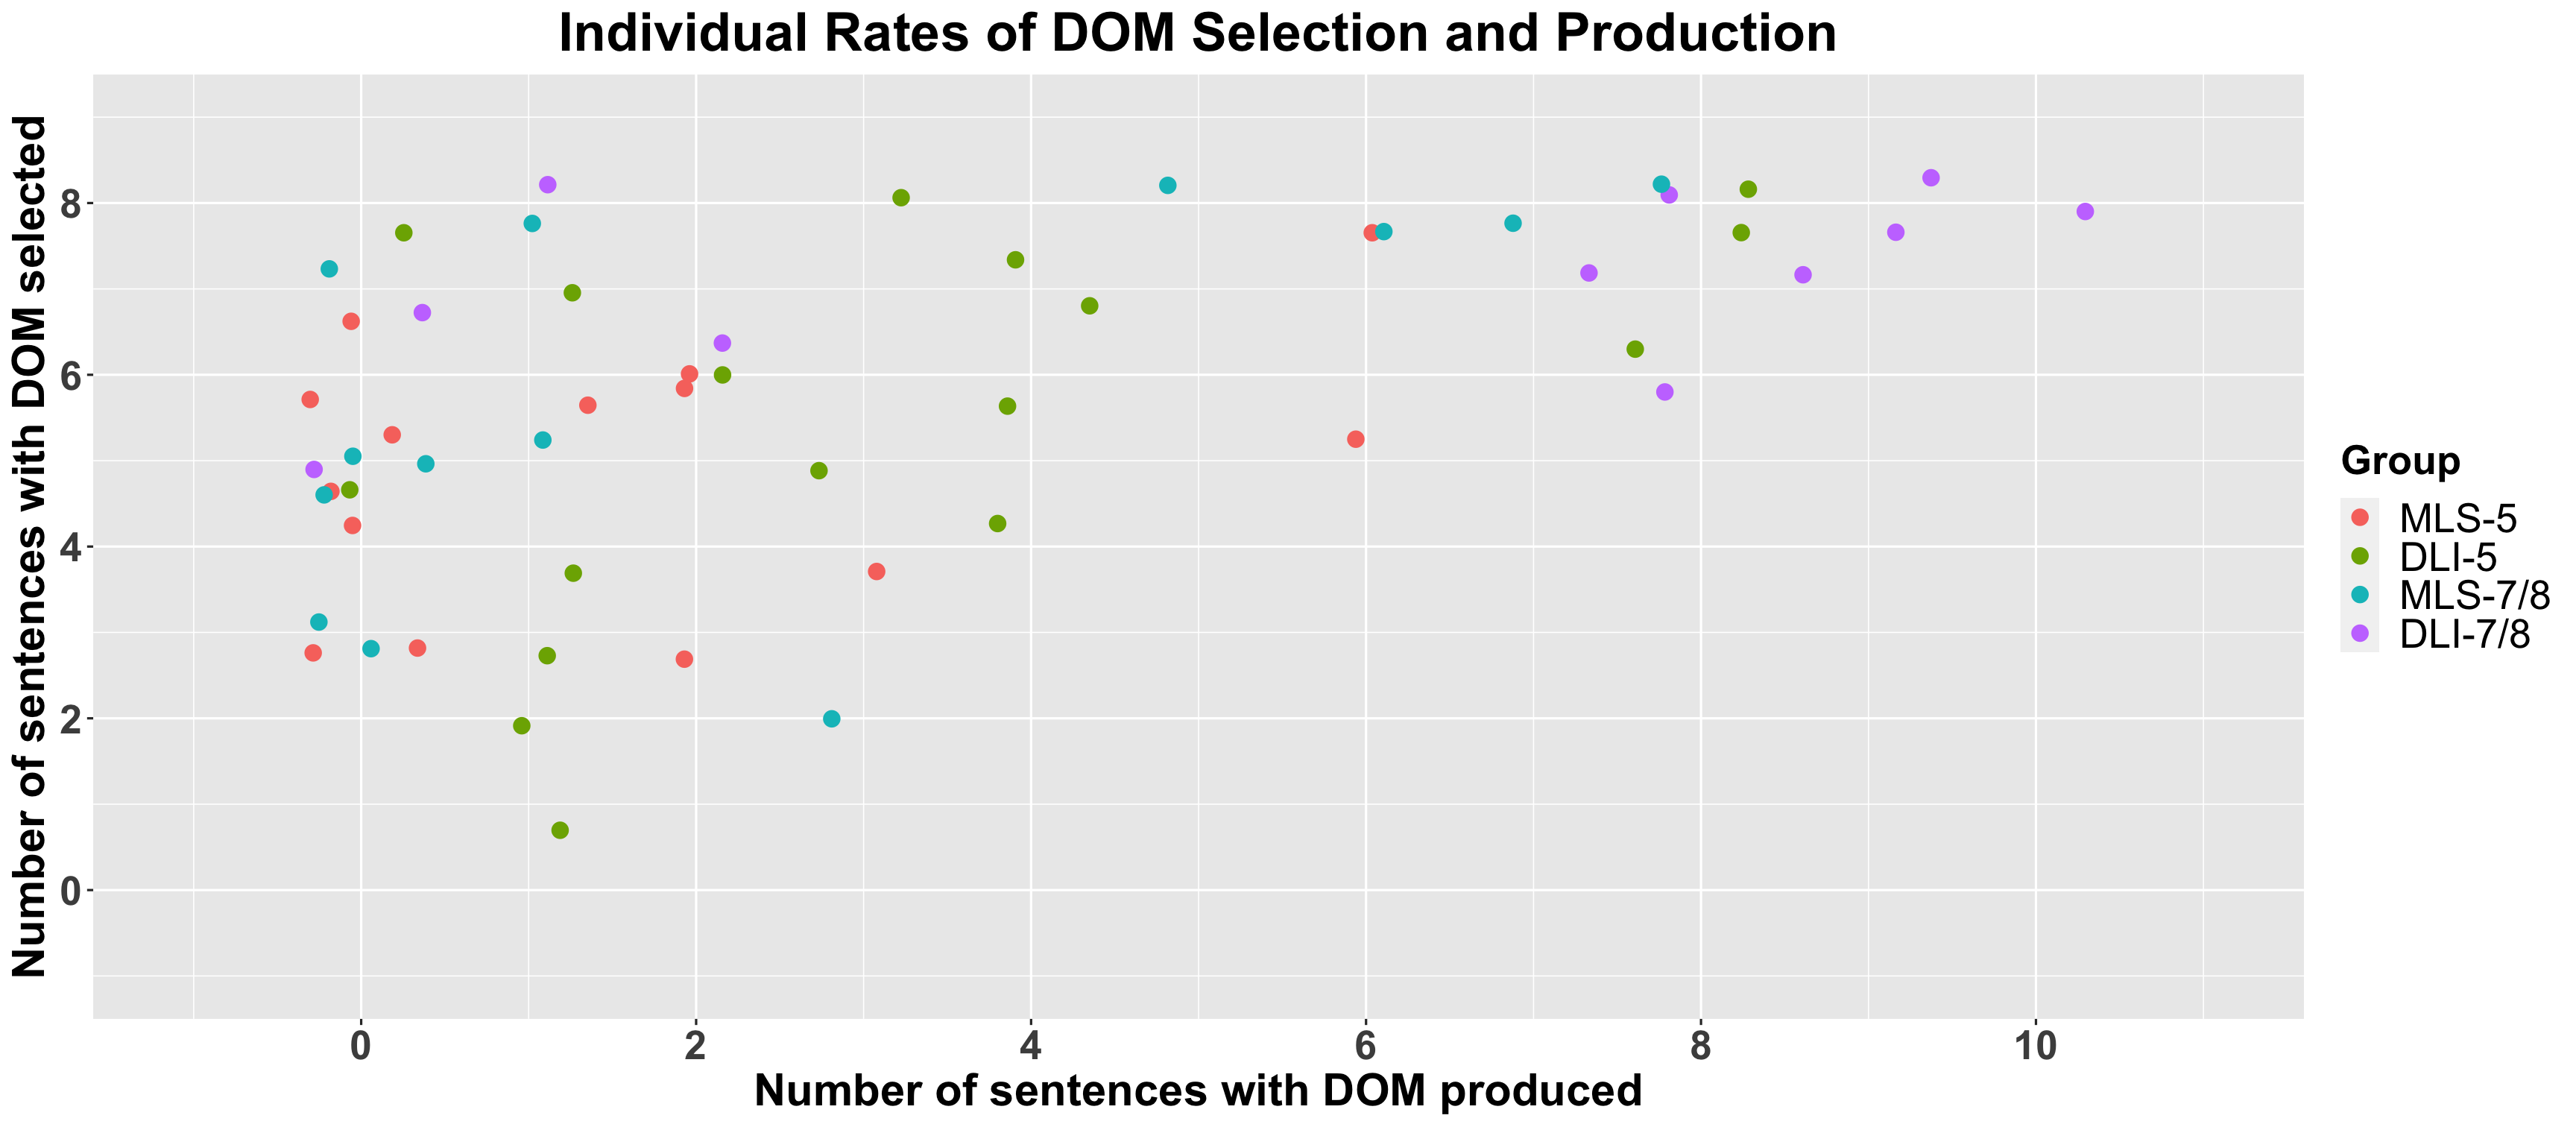 Individual Rates of DOM Selection and Production
Number of sentences with DOM selected
8
6
4
2
0
0 2 4 6 8 10
Number of sentences with DOM produced
Group
MLS-5
DLI-5
MLS-7/8
DLI-7/8